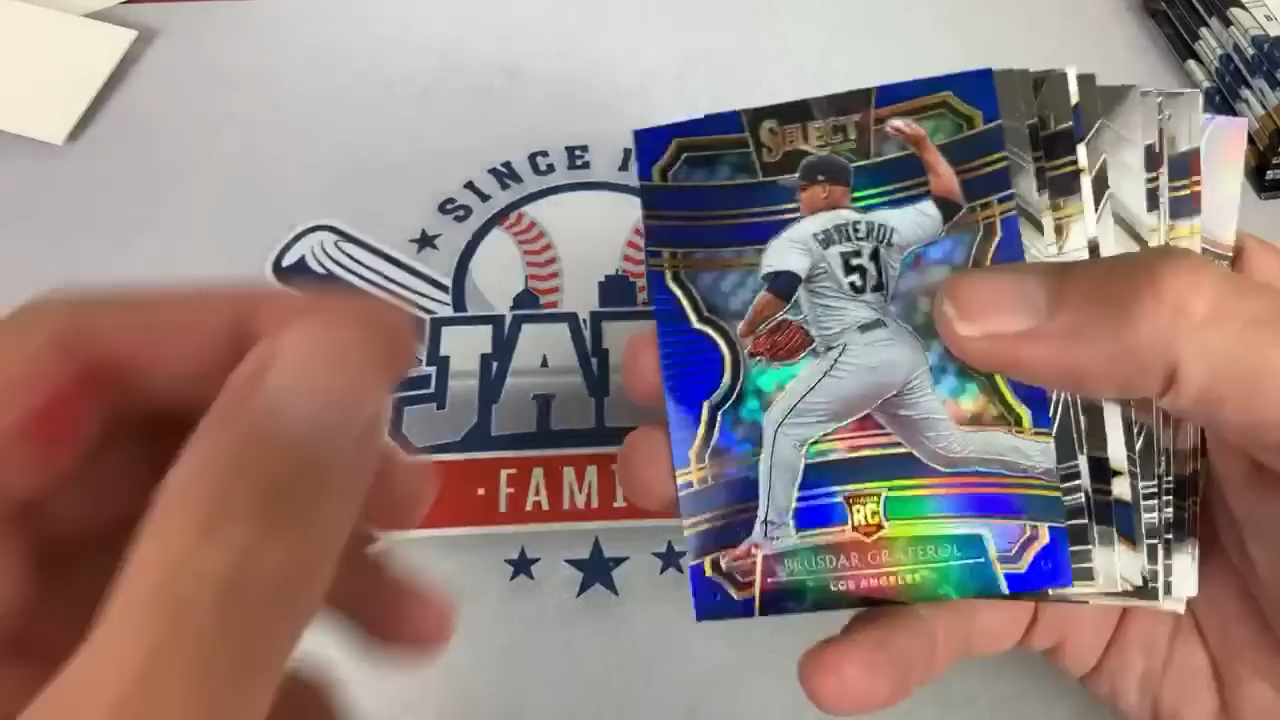 SINCE
SELECT
GRATEROL
51
JA
FAMI
RC
BRUSDAR GRATEROL
LOS ANGELES